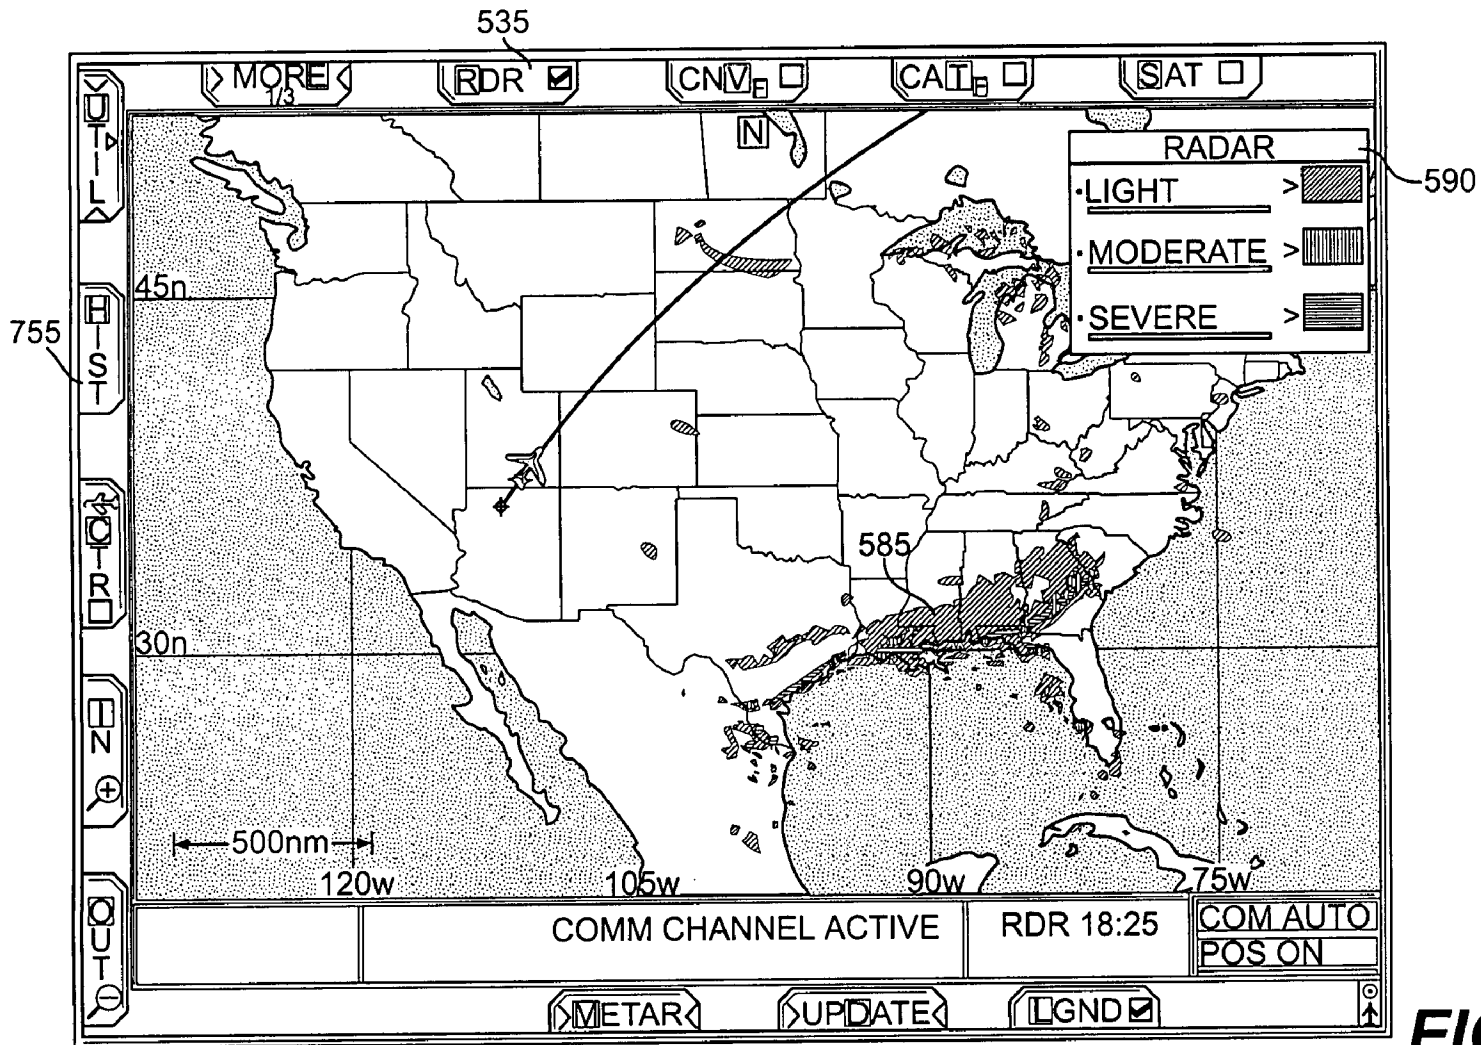 535
MORE
1/3
RDR
CNV F
CAT F
SAT
UTIL
N
RADAR
590
LIGHT >
MODERATE >
SEVERE >
45n
HIST
755
CTR
585
30n
IN
500nm
120w
105w
90w
75w
OUT
COMM CHANNEL ACTIVE
RDR 18:25
COM AUTO
POS ON
>METAR<
>UPDATE<
LGND
FIG